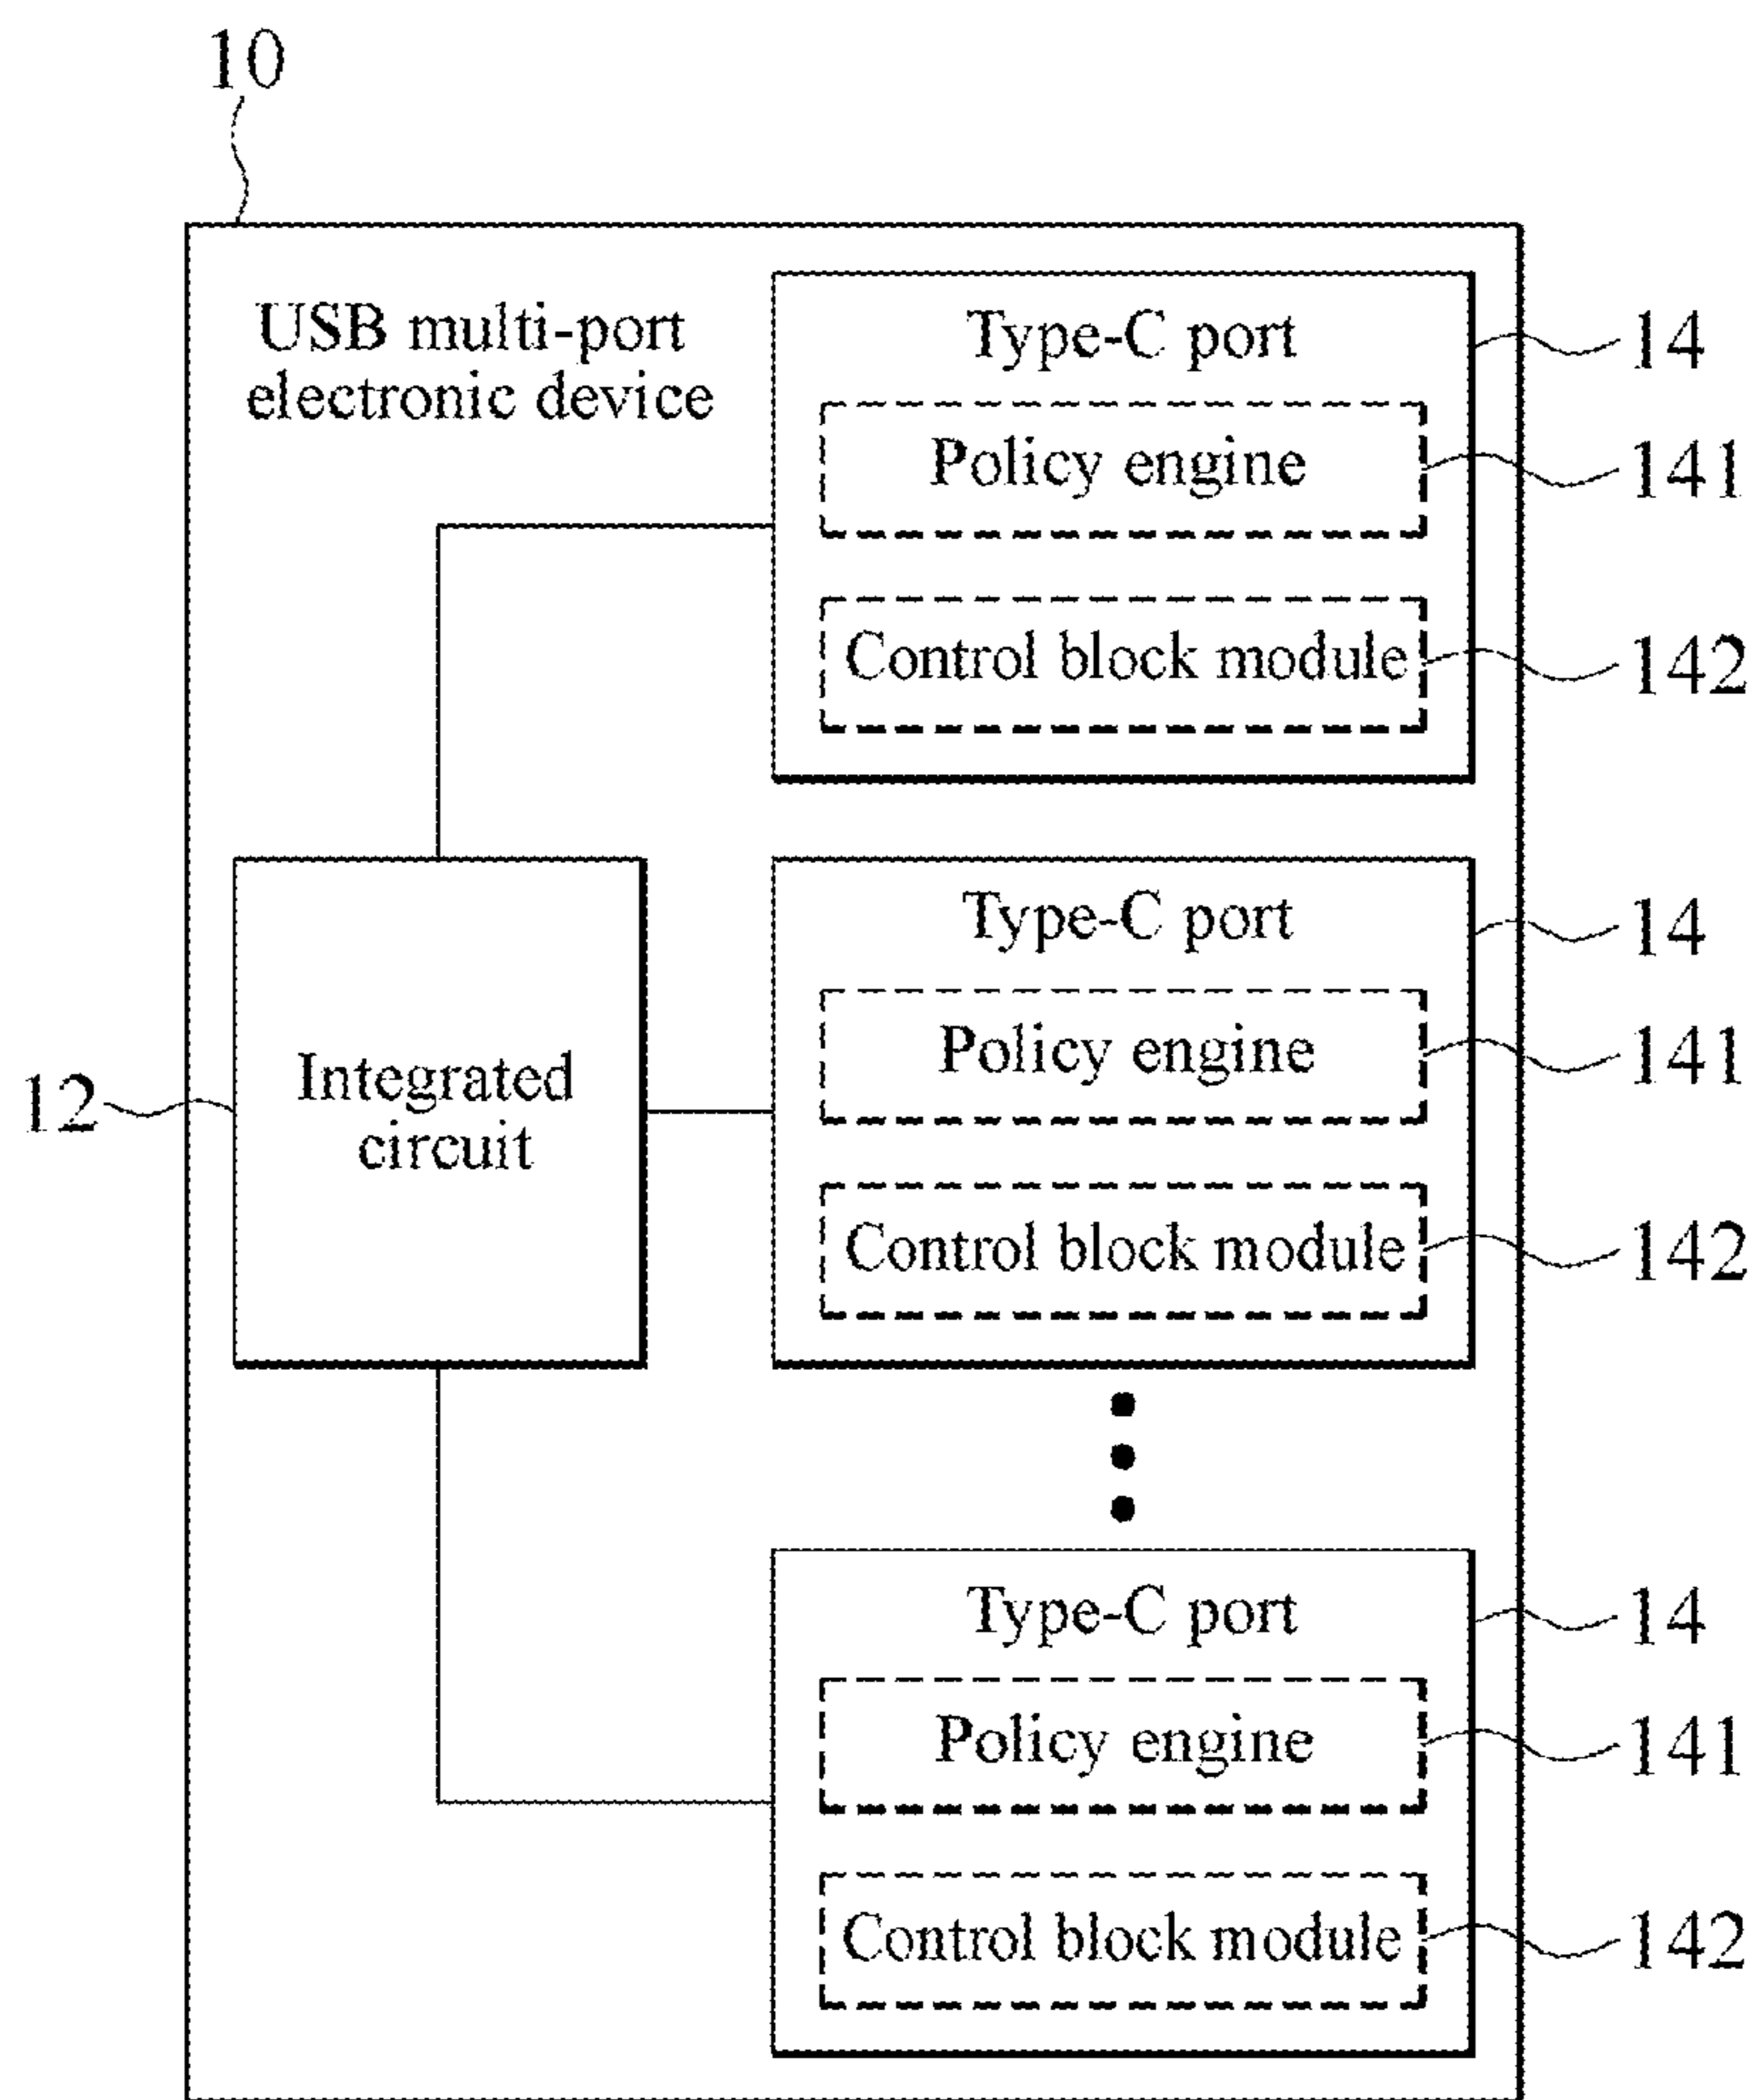 10
USB multi-port
electronic device
Type-C port
14
Policy engine
141
Control block module
142
12
Integrated
circuit
Type-C port
14
Policy engine
141
Control block module
142
Type-C port
14
Policy engine
141
Control block module
142